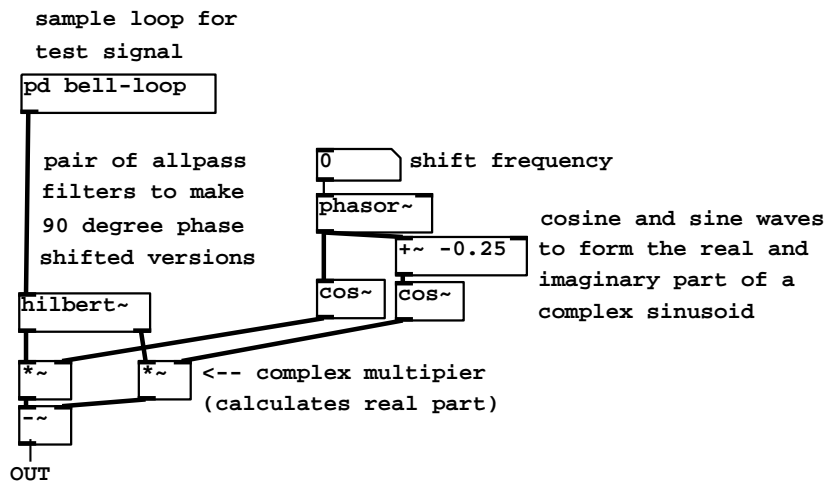 sample loop for
test signal
pd bell-loop
pair of allpass
filters to make
90 degree phase
shifted versions
0
shift frequency
phasor~
+~ -0.25
cosine and sine waves
to form the real and
imaginary part of a
complex sinusoid
cos~
cos~
hilbert~
*~
*~
<-- complex multipier
(calculates real part)
-~
OUT